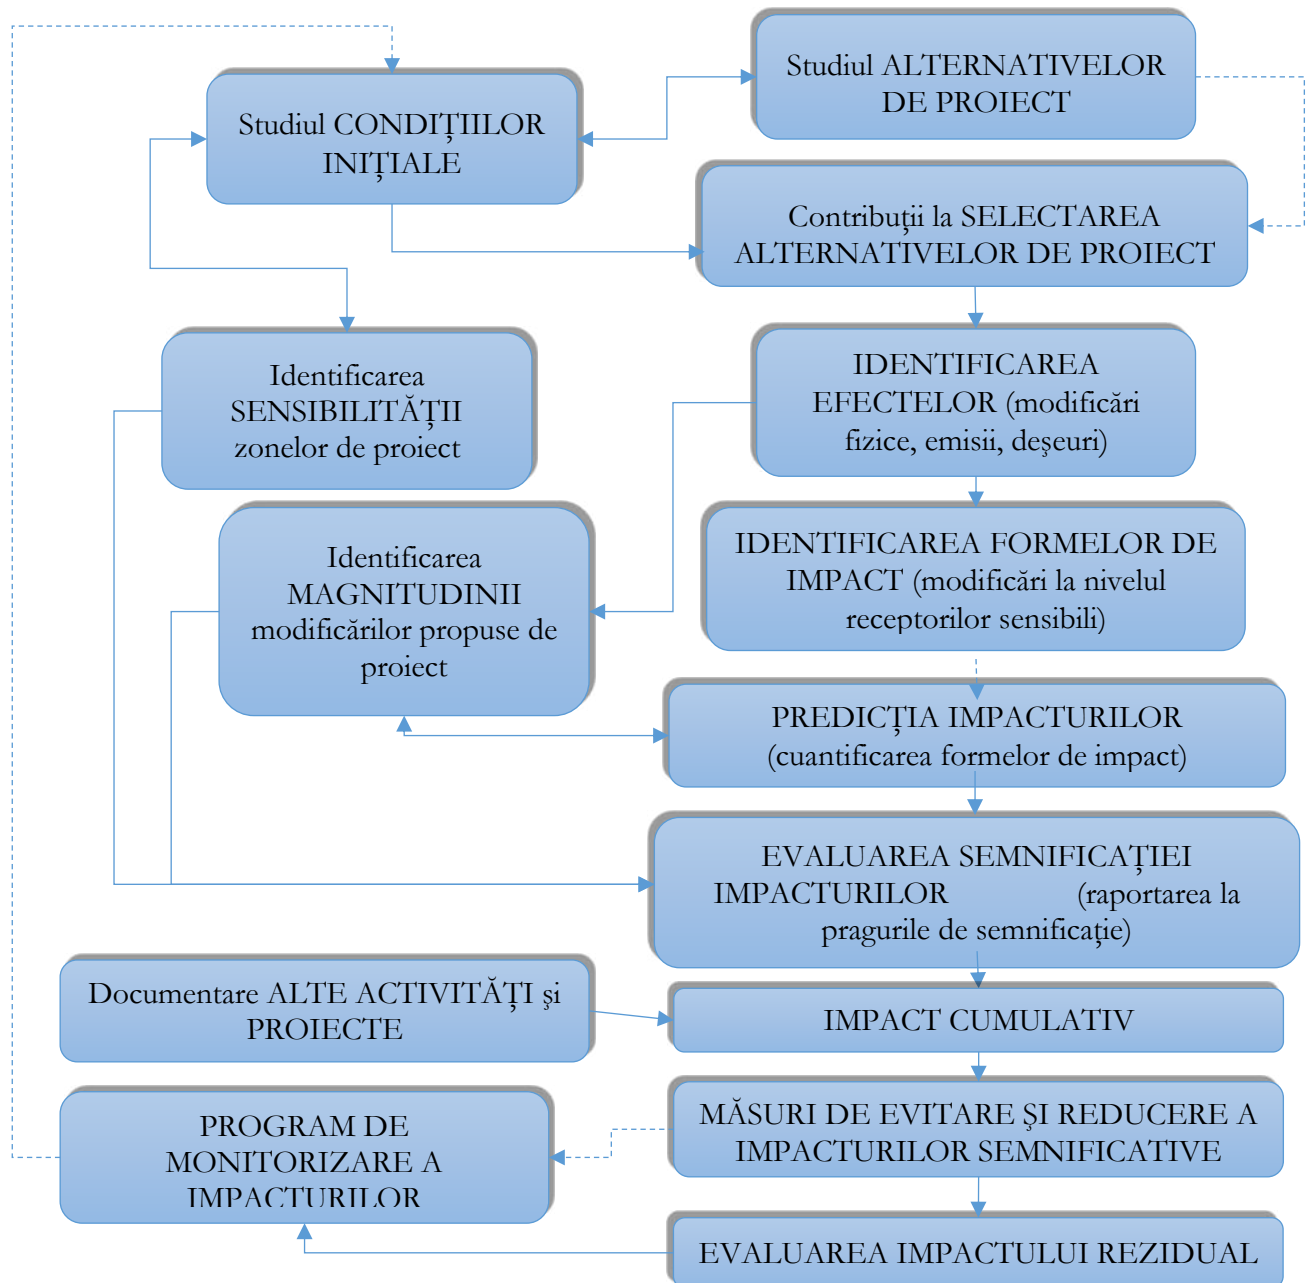 Studiul ALTERNATIVELOR
DE PROIECT
Studiul CONDIȚIILOR
INIȚIALE
Contribuții la SELECTAREA
ALTERNATIVELOR DE PROIECT
Identificarea
SENSIBILITĂȚII
zonelor de proiect
IDENTIFICAREA
EFECTELOR (modificări
fizice, emisii, deşeuri)
Identificarea
MAGNITUDINII
modificărilor propuse de
proiect
IDENTIFICAREA FORMELOR DE
IMPACT (modificări la nivelul
receptorilor sensibili)
PREDICȚIA IMPACTURILOR
(cuantificarea formelor de impact)
EVALUAREA SEMNIFICAȚIEI
IMPACTURILOR (raportarea la
pragurile de semnificație)
Documentare ALTE ACTIVITĂȚI şi
PROIECTE
IMPACT CUMULATIV
MĂSURI DE EVITARE ŞI REDUCERE A
IMPACTURILOR SEMNIFICATIVE
PROGRAM DE
MONITORIZARE A
IMPACTURILOR
EVALUAREA IMPACTULUI REZIDUAL